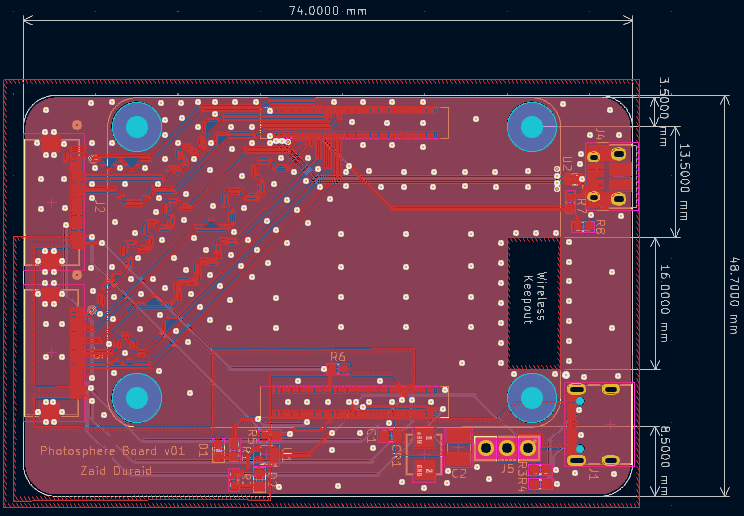 74.0000 mm
3.5000 mm
J4
U2
13.5000 mm
J2
R7
R8
Wireless
Keepout
16.0000 mm
48.7000 mm
R6
8.5000 mm
Photosphere Board v01
Zaid Duraid
D1
R5
U1
C1
C2
J5
R3
R4
J1